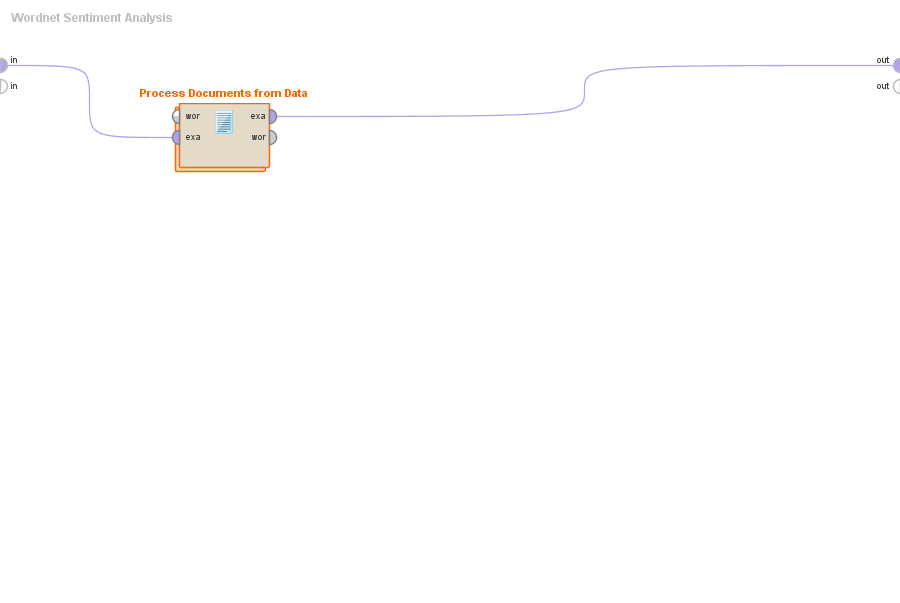 Wordnet Sentiment Analysis
in out
in out
Process Documents from Data
wor exa
exa wor